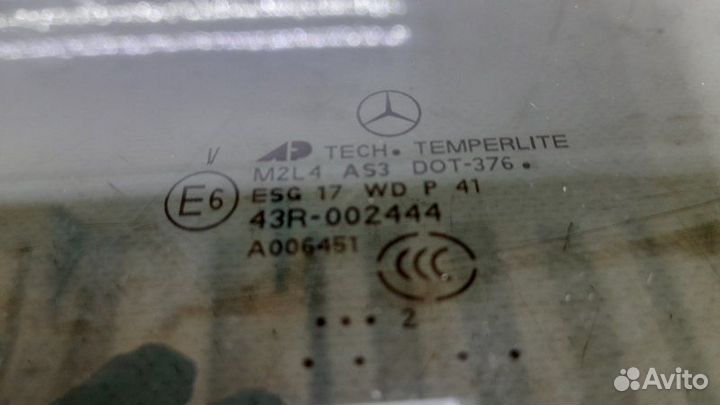 AP TECH. TEMPERLITE
M2L4 AS3 DOT-376.
ESG 17 WD P 41
E6
43R-002444
A006451
CCC
... 2
Avito